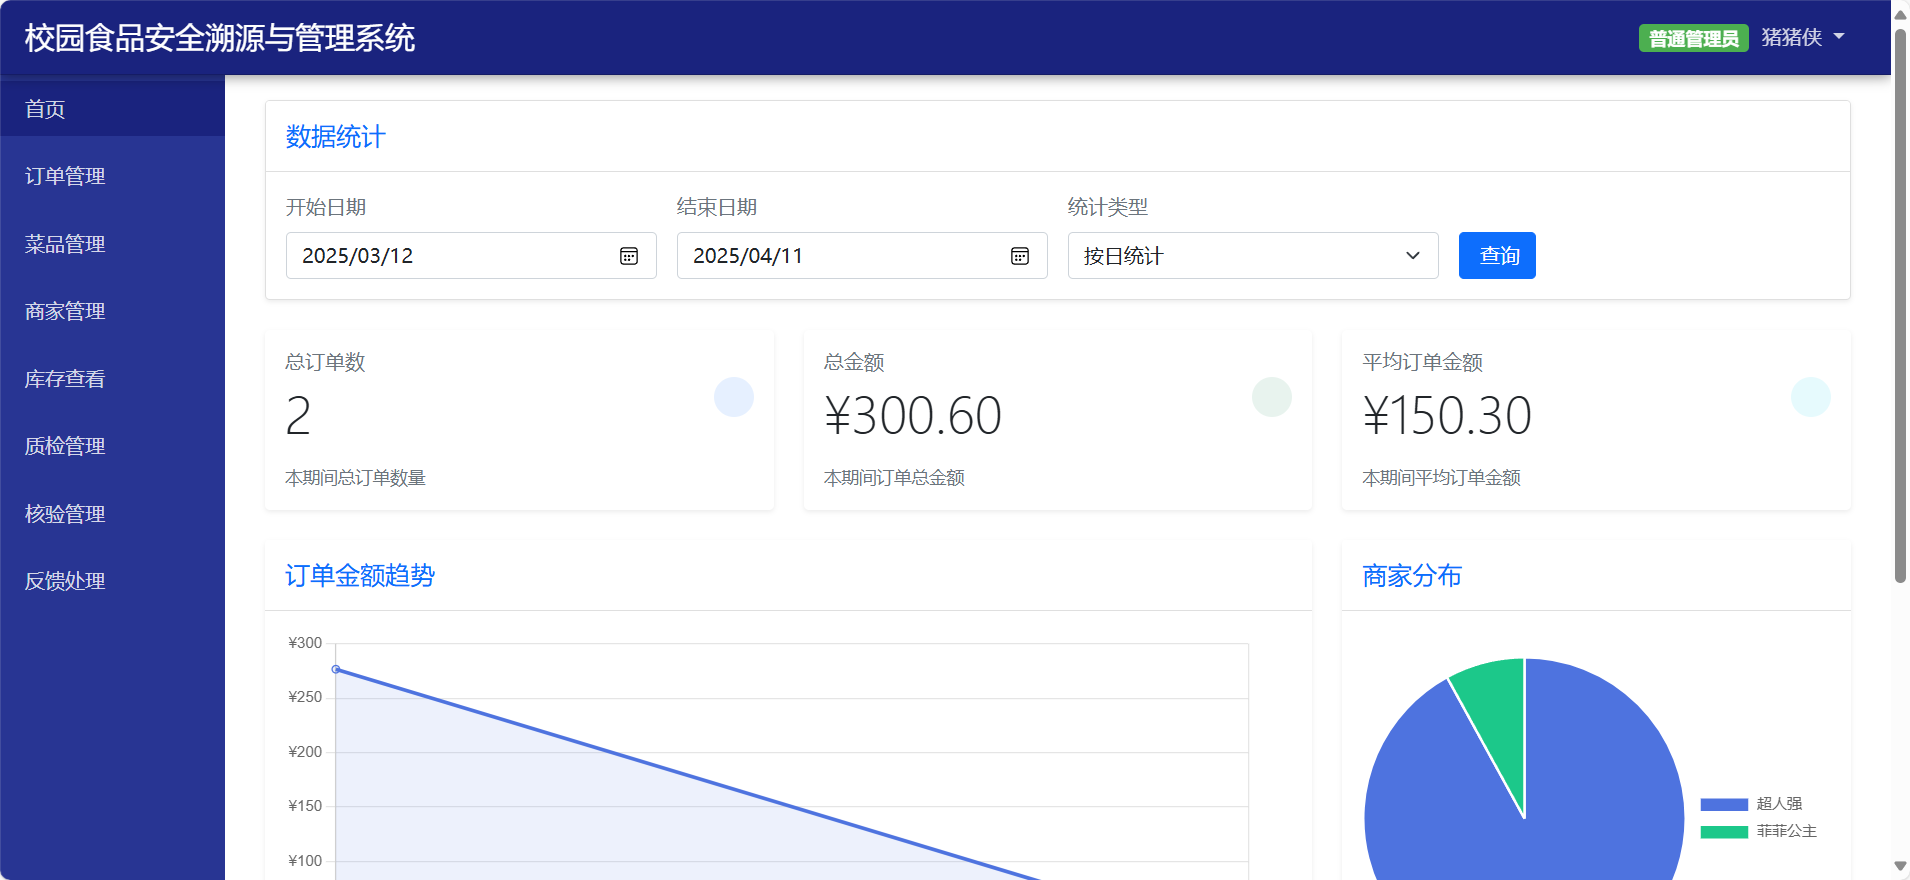 校园食品安全溯源与管理系统
普通管理员 猪猪侠
首页
订单管理
菜品管理
商家管理
库存查看
质检管理
核验管理
反馈处理
数据统计
开始日期
2025/03/12
结束日期
2025/04/11
统计类型
按日统计
查询
总订单数
2
本期间总订单数量
总金额
¥300.60
本期间订单总金额
平均订单金额
¥150.30
本期间平均订单金额
订单金额趋势
¥300
¥250
¥200
¥150
¥100
商家分布
超人强
菲菲公主